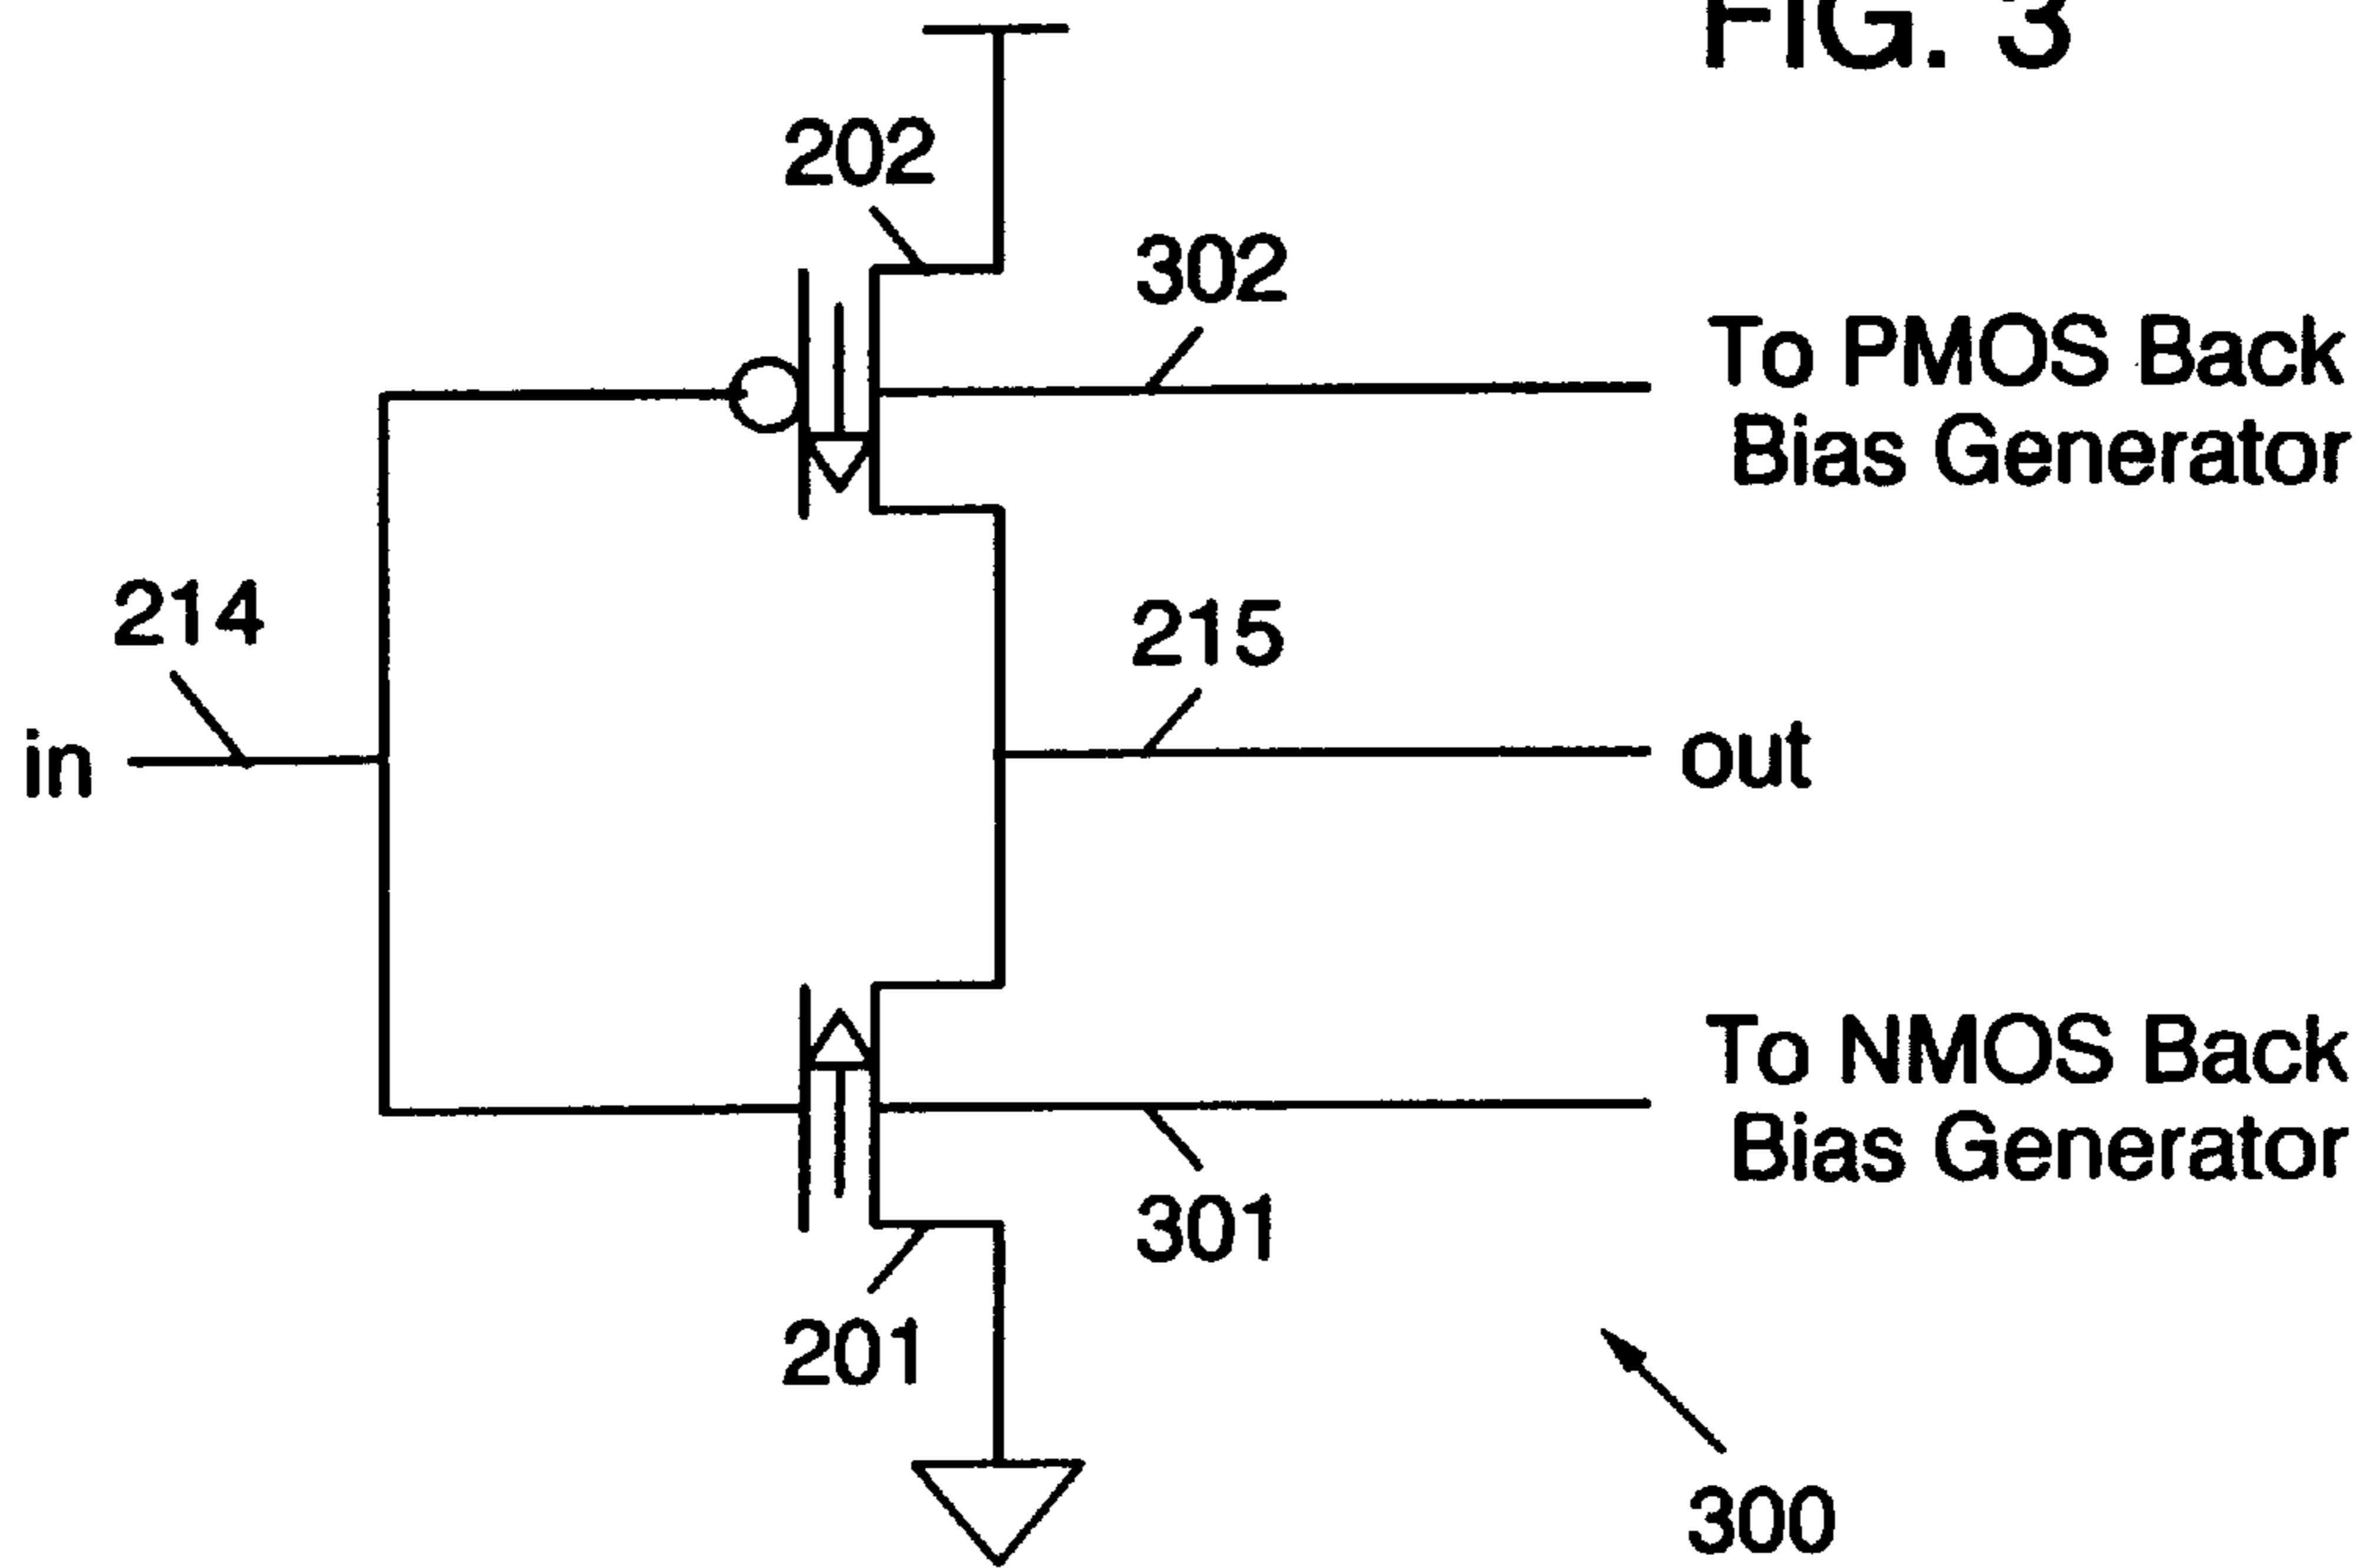 FIG. 3
202
302
To PMOS Back
Bias Generator
214
215
in
out
To NMOS Back
Bias Generator
301
201
300